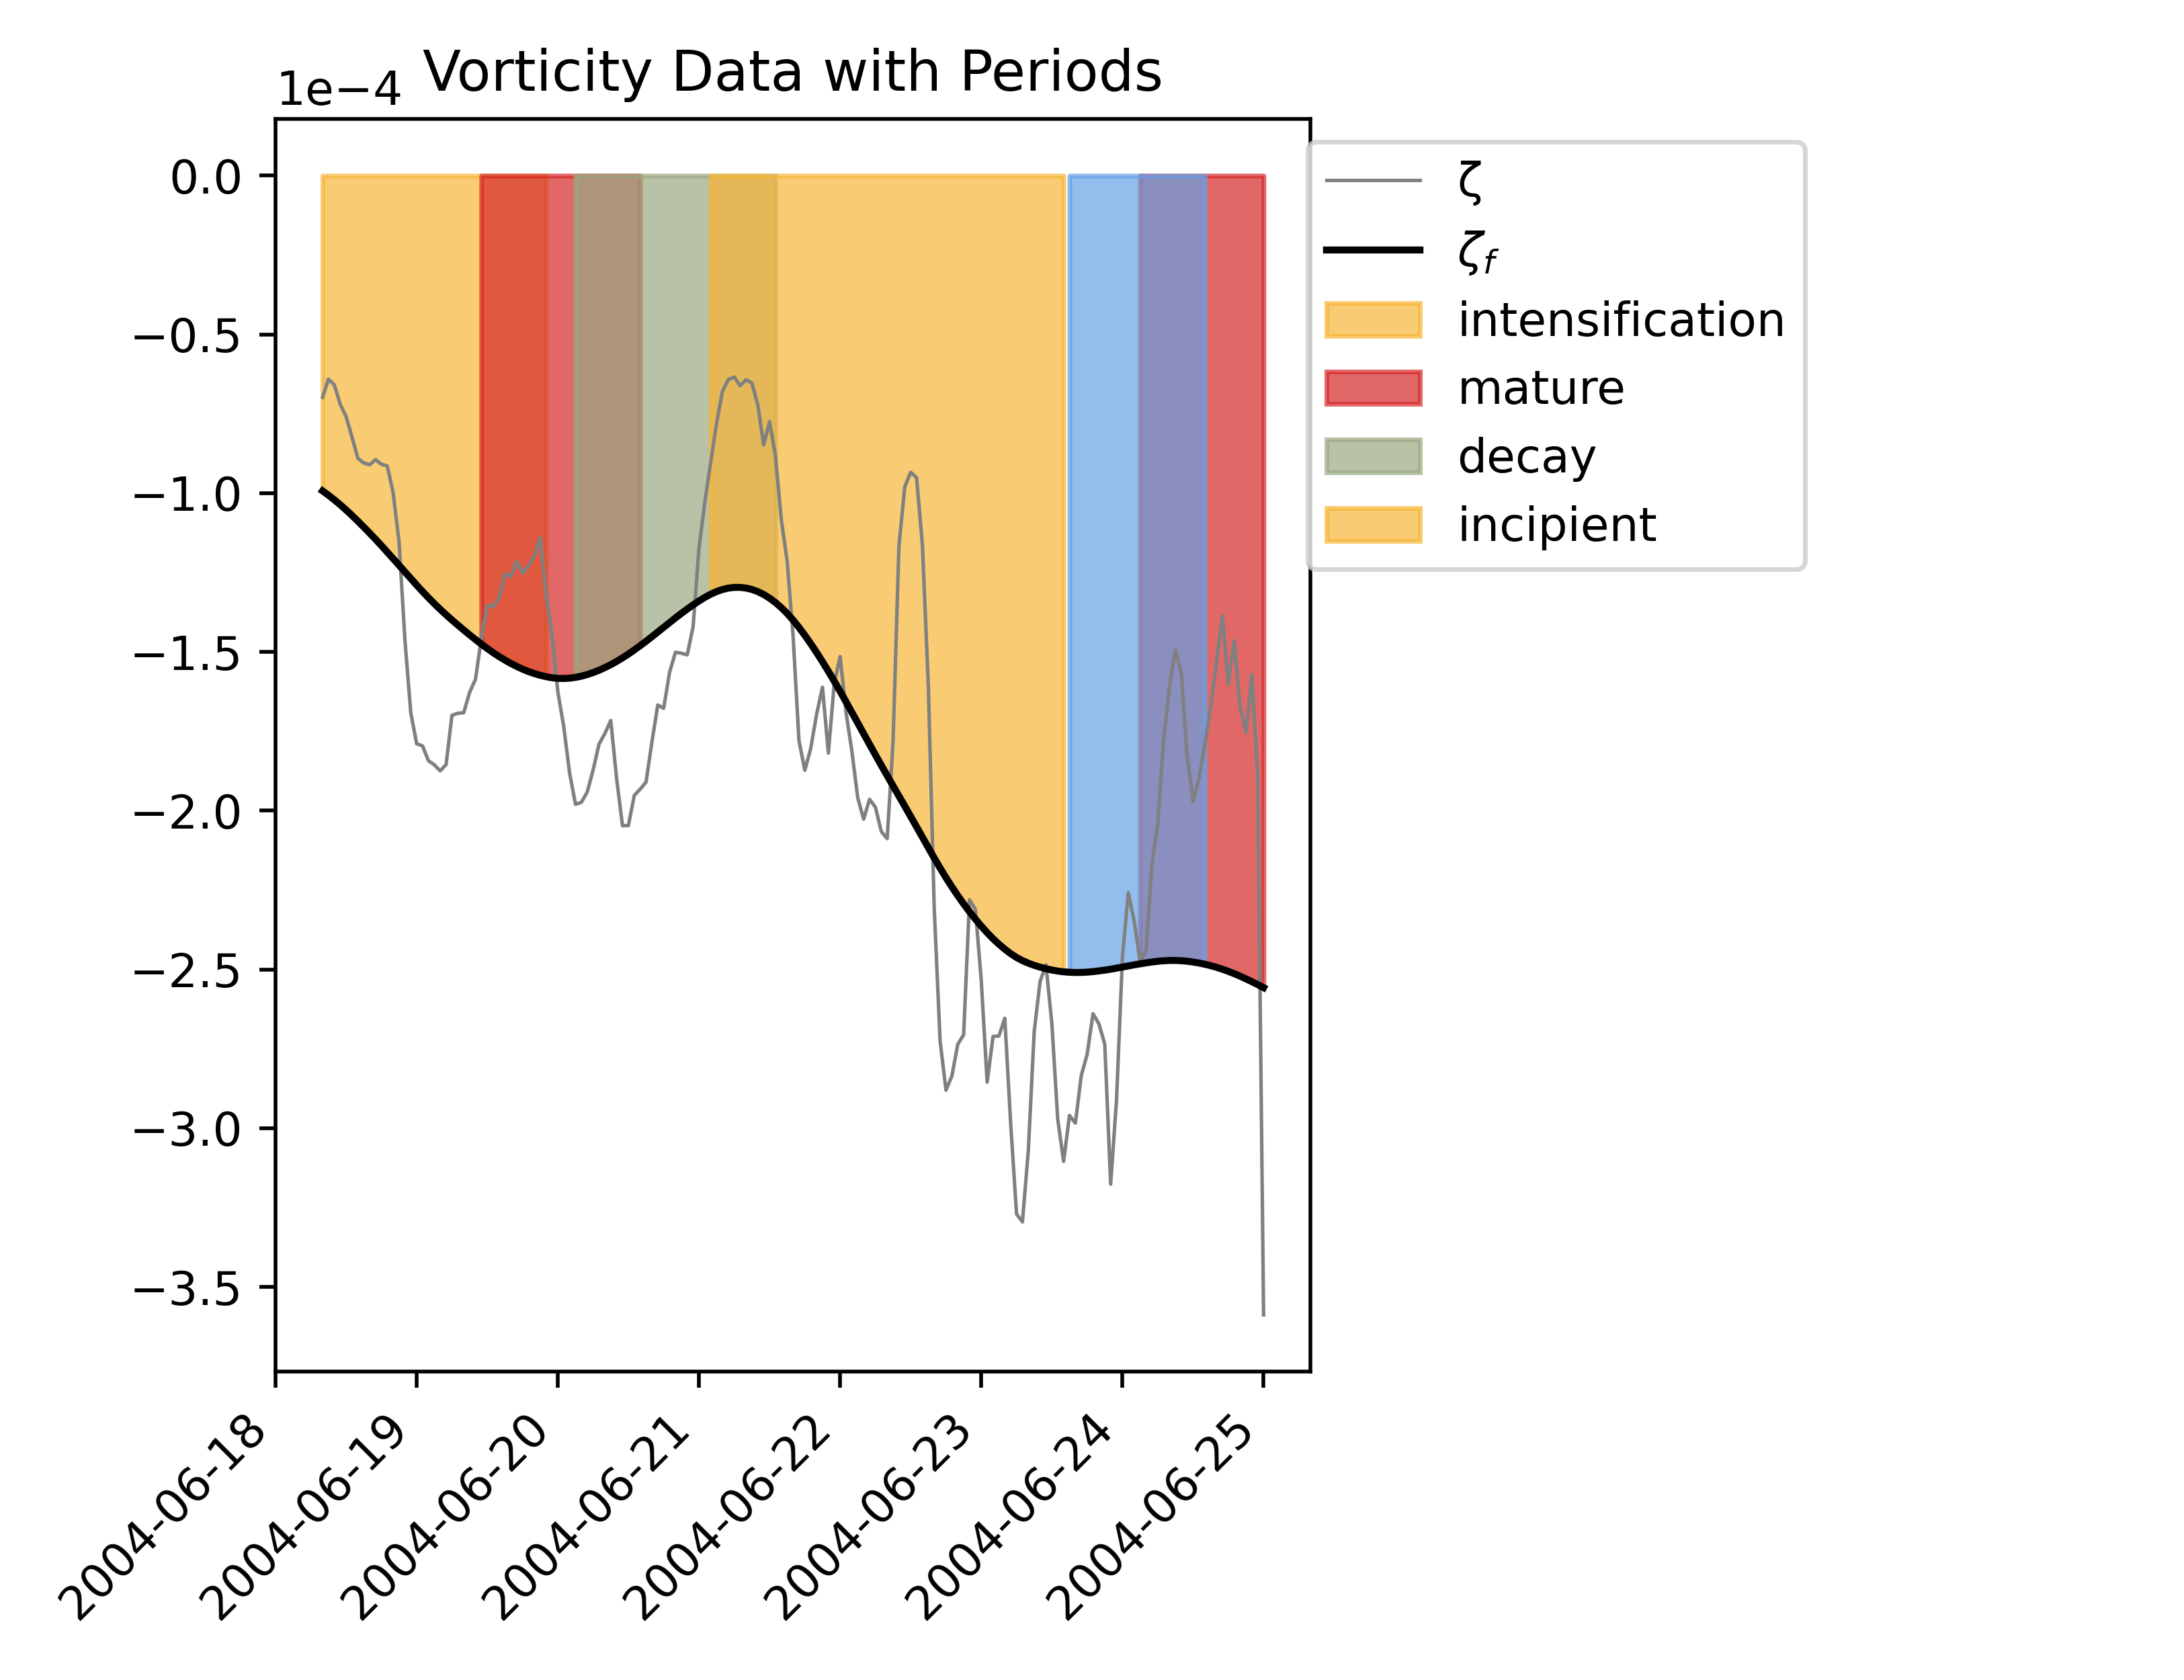 Vorticity Data with Periods
1e−4
0.0
−0.5
−1.0
−1.5
−2.0
−2.5
−3.0
−3.5
2004-06-18
2004-06-19
2004-06-20
2004-06-21
2004-06-22
2004-06-23
2004-06-24
2004-06-25
ζ
ζf
intensification
mature
decay
incipient